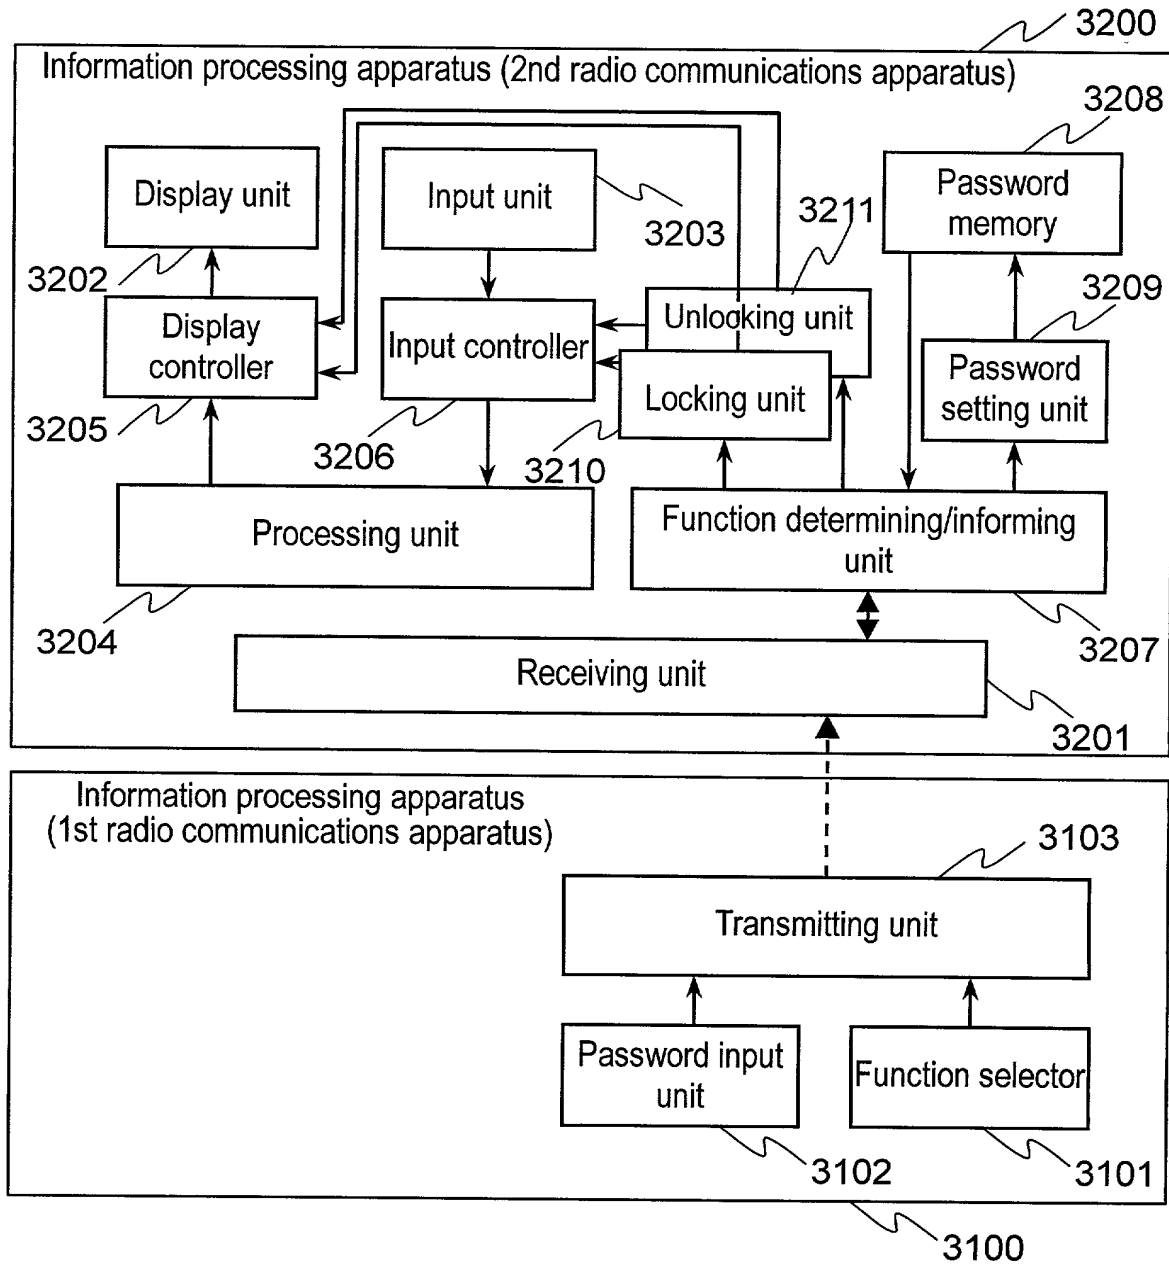 3200
Information processing apparatus (2nd radio communications apparatus)
3208
Display unit
Input unit
Password
memory
3211
3203
3202
3209
Display
controller
Input controller
Unlocking unit
Locking unit
Password
setting unit
3205
3206
3210
Processing unit
Function determining/informing
unit
3204
3207
Receiving unit
3201
Information processing apparatus
(1st radio communications apparatus)
3103
Transmitting unit
Password input
unit
Function selector
3102
3101
3100